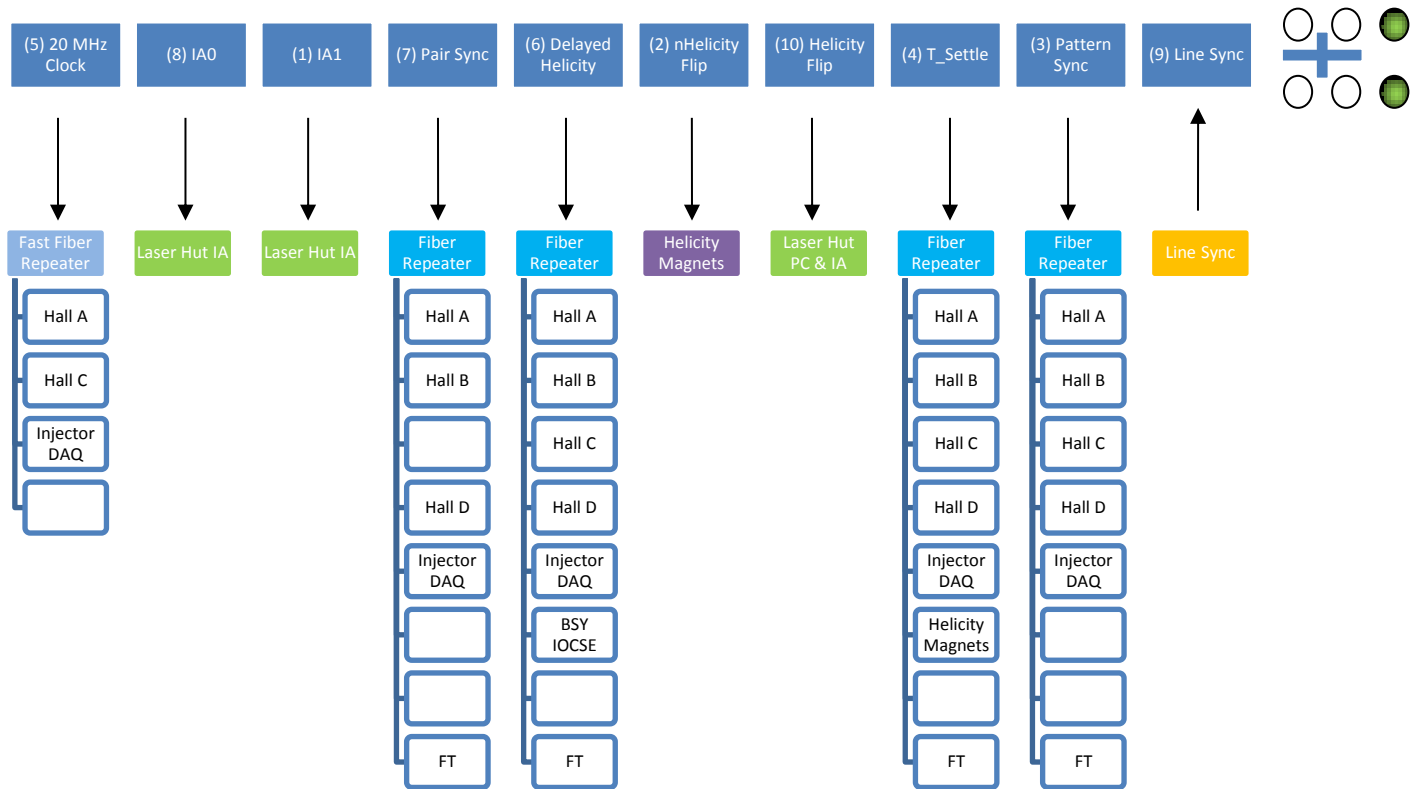 (5) 20 MHz
Clock
(8) IA0
(1) IA1
(7) Pair Sync
(6) Delayed
Helicity
(2) nHelicity
Flip
(10) Helicity
Flip
(4) T_Settle
(3) Pattern
Sync
(9) Line Sync
Fast Fiber
Repeater
Laser Hut IA
Laser Hut IA
Fiber
Repeater
Fiber
Repeater
Helicity
Magnets
Laser Hut
PC & IA
Fiber
Repeater
Fiber
Repeater
Line Sync
Hall A
Hall C
Injector
DAQ
Hall A
Hall B
Hall D
Injector
DAQ
FT
Hall A
Hall B
Hall C
Hall D
Injector
DAQ
BSY
IOCSE
FT
Hall A
Hall B
Hall C
Hall D
Injector
DAQ
Helicity
Magnets
FT
Hall A
Hall B
Hall C
Hall D
Injector
DAQ
FT